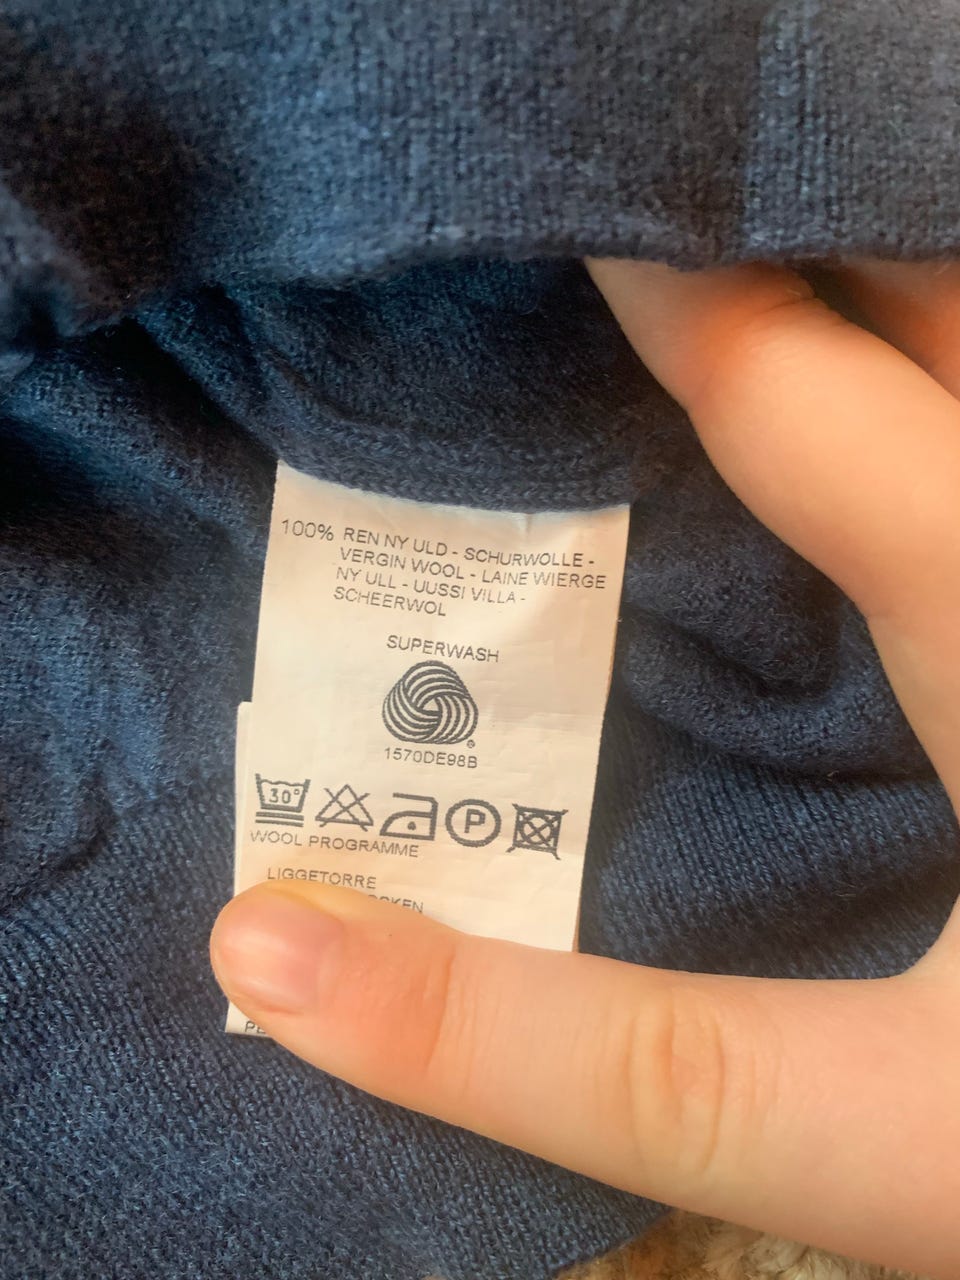 100% REN NY ULD - SCHURWOLLE -
VERGIN WOOL - LAINE WIERGE
NY ULL - UUSSI VILLA -
SCHEERWOL
SUPERWASH
®
1570DE98B
30°
P
WOOL PROGRAMME
LIGGETORRE